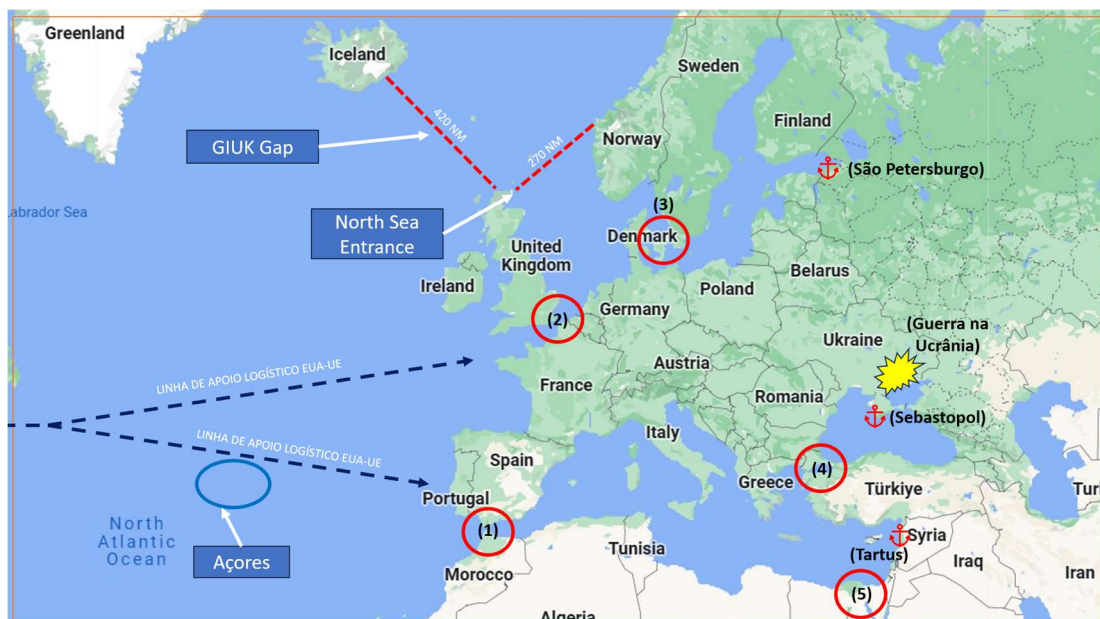 Greenland
Iceland
Sweden
Finland
Norway
420 NM
270 NM
GIUK Gap
(São Petersburgo)
Labrador Sea
North Sea
Entrance
(3)
Denmark
United
Kingdom
Ireland
Belarus
Poland
Germany
(2)
(Guerra na
Ucrânia)
Ukraine
LINHA DE APOIO LOGÍSTICO EUA-UE
Austria
France
Romania
(Sebastopol)
LINHA DE APOIO LOGÍSTICO EUA-UE
Italy
Spain
(4)
Greece
Türkiye
Portugal
North
Atlantic
Ocean
(1)
Açores
Tunisia
Syria
(Tartus)
Iraq
Iran
Morocco
(5)
Algeria